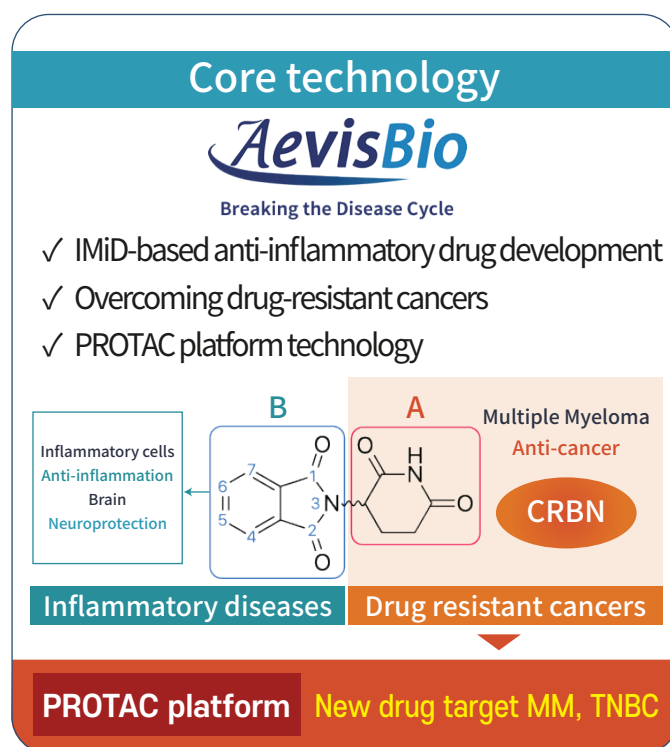 Core technology
AevisBio
Breaking the Disease Cycle
✓ IMiD-based anti-inflammatory drug development
✓ Overcoming drug-resistant cancers
✓ PROTAC platform technology
Inflammatory cells
Anti-inflammation
Brain
Neuroprotection
B
O
7
1
6
N
3
5
2
4
O
A
O
NH
O
Multiple Myeloma
Anti-cancer
CRBN
Inflammatory diseases
Drug resistant cancers
PROTAC platform New drug target MM, TNBC